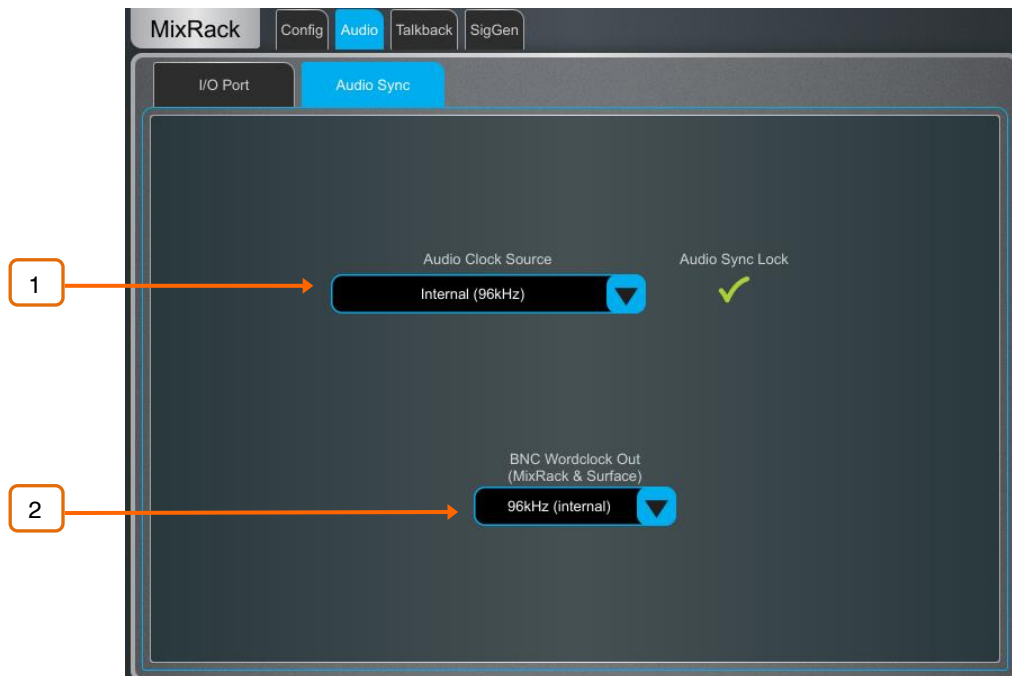 MixRack
Config
Audio
Talkback
SigGen
I/O Port
Audio Sync
Audio Clock Source
Audio Sync Lock
1
Internal (96kHz)
BNC Wordclock Out
(MixRack & Surface)
2
96kHz (internal)